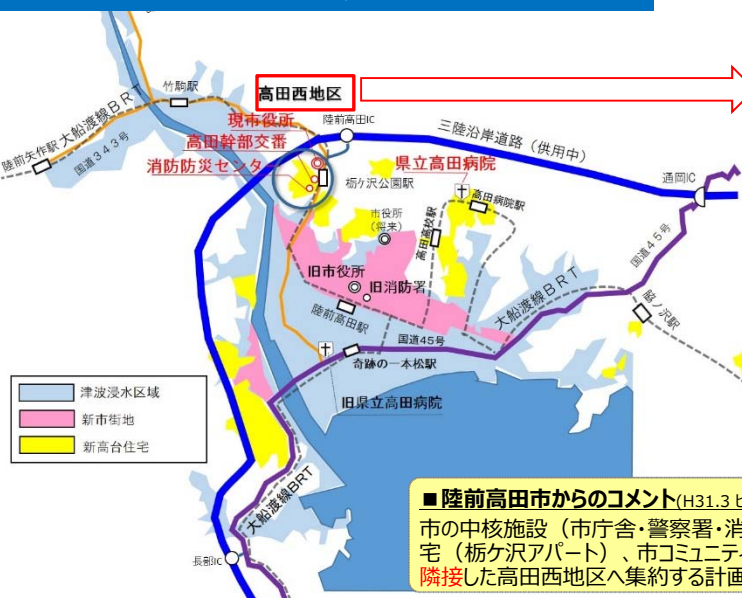 高田西地区
竹駒駅
現市役所
陸前高田IC
高田幹部交番
三陸沿岸道路(供用中)
大船渡線BRT
陸前矢作駅
国道343号
消防防災センター
県立高田病院
通岡IC
栃ケ沢公園駅
高田病院駅
市役所
(将来)
高田高校駅
国道45号
旧市役所
旧消防署
大船渡線BRT
脇ノ沢駅
陸前高田駅
国道45号
奇跡の一本松駅
津波浸水区域
新市街地
新高台住宅
旧県立高田病院
大船渡線BRT
長部IC
■陸前高田市からのコメント(H31.3 ヒ
市の中核施設(市庁舎・警察署・消
宅(栃ケ沢アパート)、市コミュニティ
隣接した高田西地区へ集約する計画